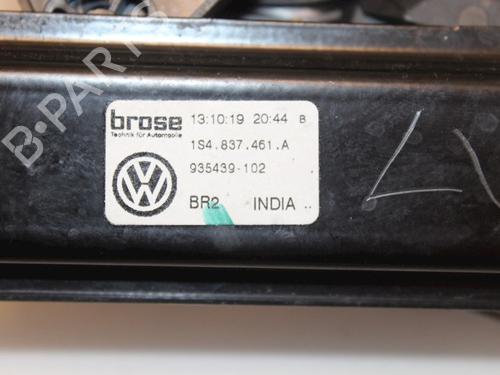 B-PARTS
brose 13:10:19 20:44 B
Technik für Automobile
1S4.837.461.A
935439-102
BR2 INDIA ..